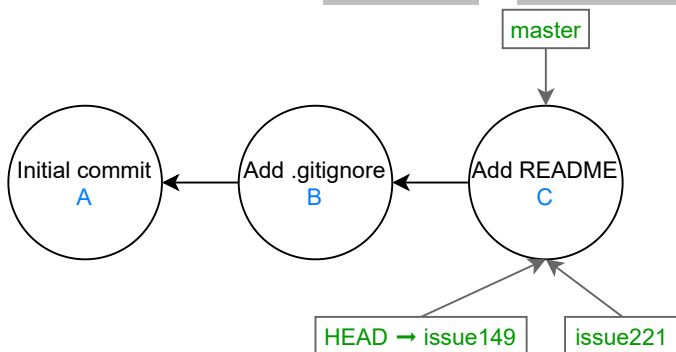 master
Initial commit
A
Add .gitignore
B
Add README
C
HEAD ➞ issue149
issue221